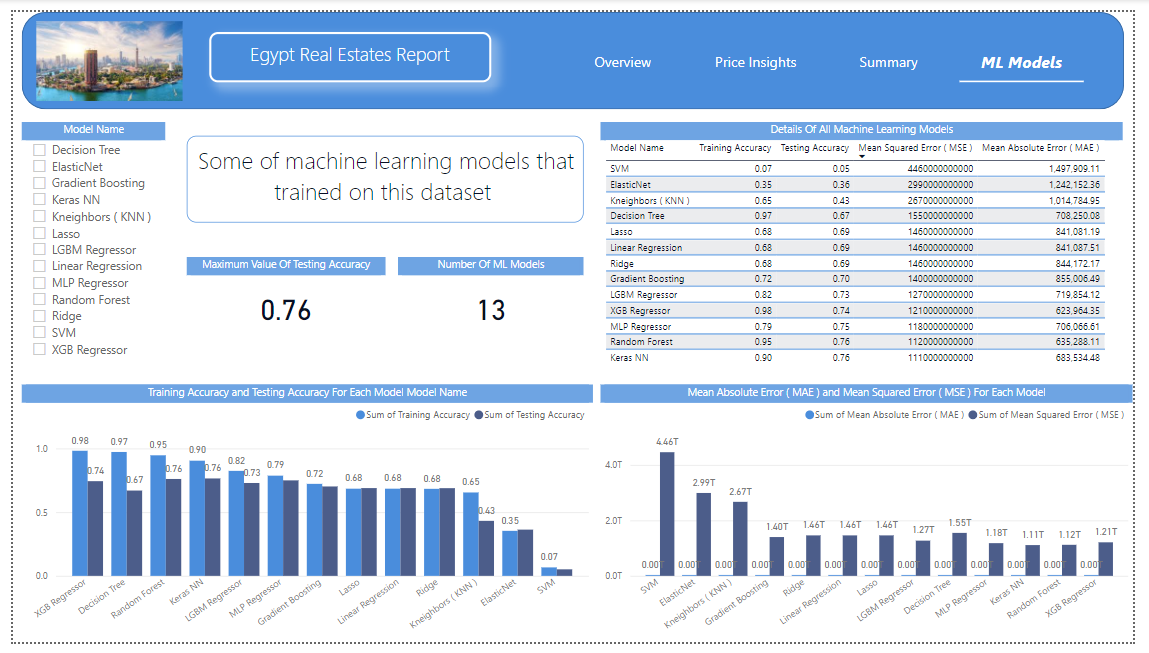 Egypt Real Estates Report
Overview
Price Insights
Summary
ML Models
Model Name
Decision Tree
ElasticNet
Gradient Boosting
Keras NN
Kneighbors ( KNN )
Lasso
LGBM Regressor
Linear Regression
MLP Regressor
Random Forest
Ridge
SVM
XGB Regressor
Some of machine learning models that
trained on this dataset
Maximum Value Of Testing Accuracy
0.76
Number Of ML Models
13
Details Of All Machine Learning Models
Model Name Training Accuracy Testing Accuracy Mean Squared Error ( MSE ) Mean Absolute Error ( MAE )
SVM 0.07 0.05 4460000000000 1,497,909.11
ElasticNet 0.35 0.36 2990000000000 1,242,152.36
Kneighbors ( KNN ) 0.65 0.43 2670000000000 1,014,784.95
Decision Tree 0.97 0.67 1550000000000 708,250.08
Lasso 0.68 0.69 1460000000000 841,081.19
Linear Regression 0.68 0.69 1460000000000 841,087.51
Ridge 0.68 0.69 1460000000000 844,172.17
Gradient Boosting 0.72 0.70 1400000000000 855,006.49
LGBM Regressor 0.82 0.73 1270000000000 719,854.12
XGB Regressor 0.98 0.74 1210000000000 623,964.35
MLP Regressor 0.79 0.75 1180000000000 706,066.61
Random Forest 0.95 0.76 1120000000000 635,288.11
Keras NN 0.90 0.76 1110000000000 683,534.48
Training Accuracy and Testing Accuracy For Each Model Model Name
Sum of Training Accuracy Sum of Testing Accuracy
1.0
0.5
0.0
0.98 0.97 0.95 0.90 0.82 0.79 0.72 0.68 0.68 0.68 0.65 0.35 0.07
0.74 0.67 0.76 0.76 0.73 0.43
XGB Regressor
Decision Tree
Random Forest
Keras NN
LGBM Regressor
MLP Regressor
Gradient Boosting
Lasso
Linear Regression
Ridge
Kneighbors ( KNN )
ElasticNet
SVM
Mean Absolute Error ( MAE ) and Mean Squared Error ( MSE ) For Each Model
Sum of Mean Absolute Error ( MAE ) Sum of Mean Squared Error ( MSE )
4.0T
2.0T
0.0T
4.46T 2.99T 2.67T 1.40T 1.46T 1.46T 1.46T 1.27T 1.55T 1.18T 1.11T 1.12T 1.21T
0.00T 0.00T 0.00T 0.00T 0.00T 0.00T 0.00T 0.00T 0.00T 0.00T 0.00T 0.00T 0.00T
SVM
ElasticNet
Kneighbors ( KNN )
Gradient Boosting
Ridge
Linear Regression
Lasso
LGBM Regressor
Decision Tree
MLP Regressor
Keras NN
Random Forest
XGB Regressor